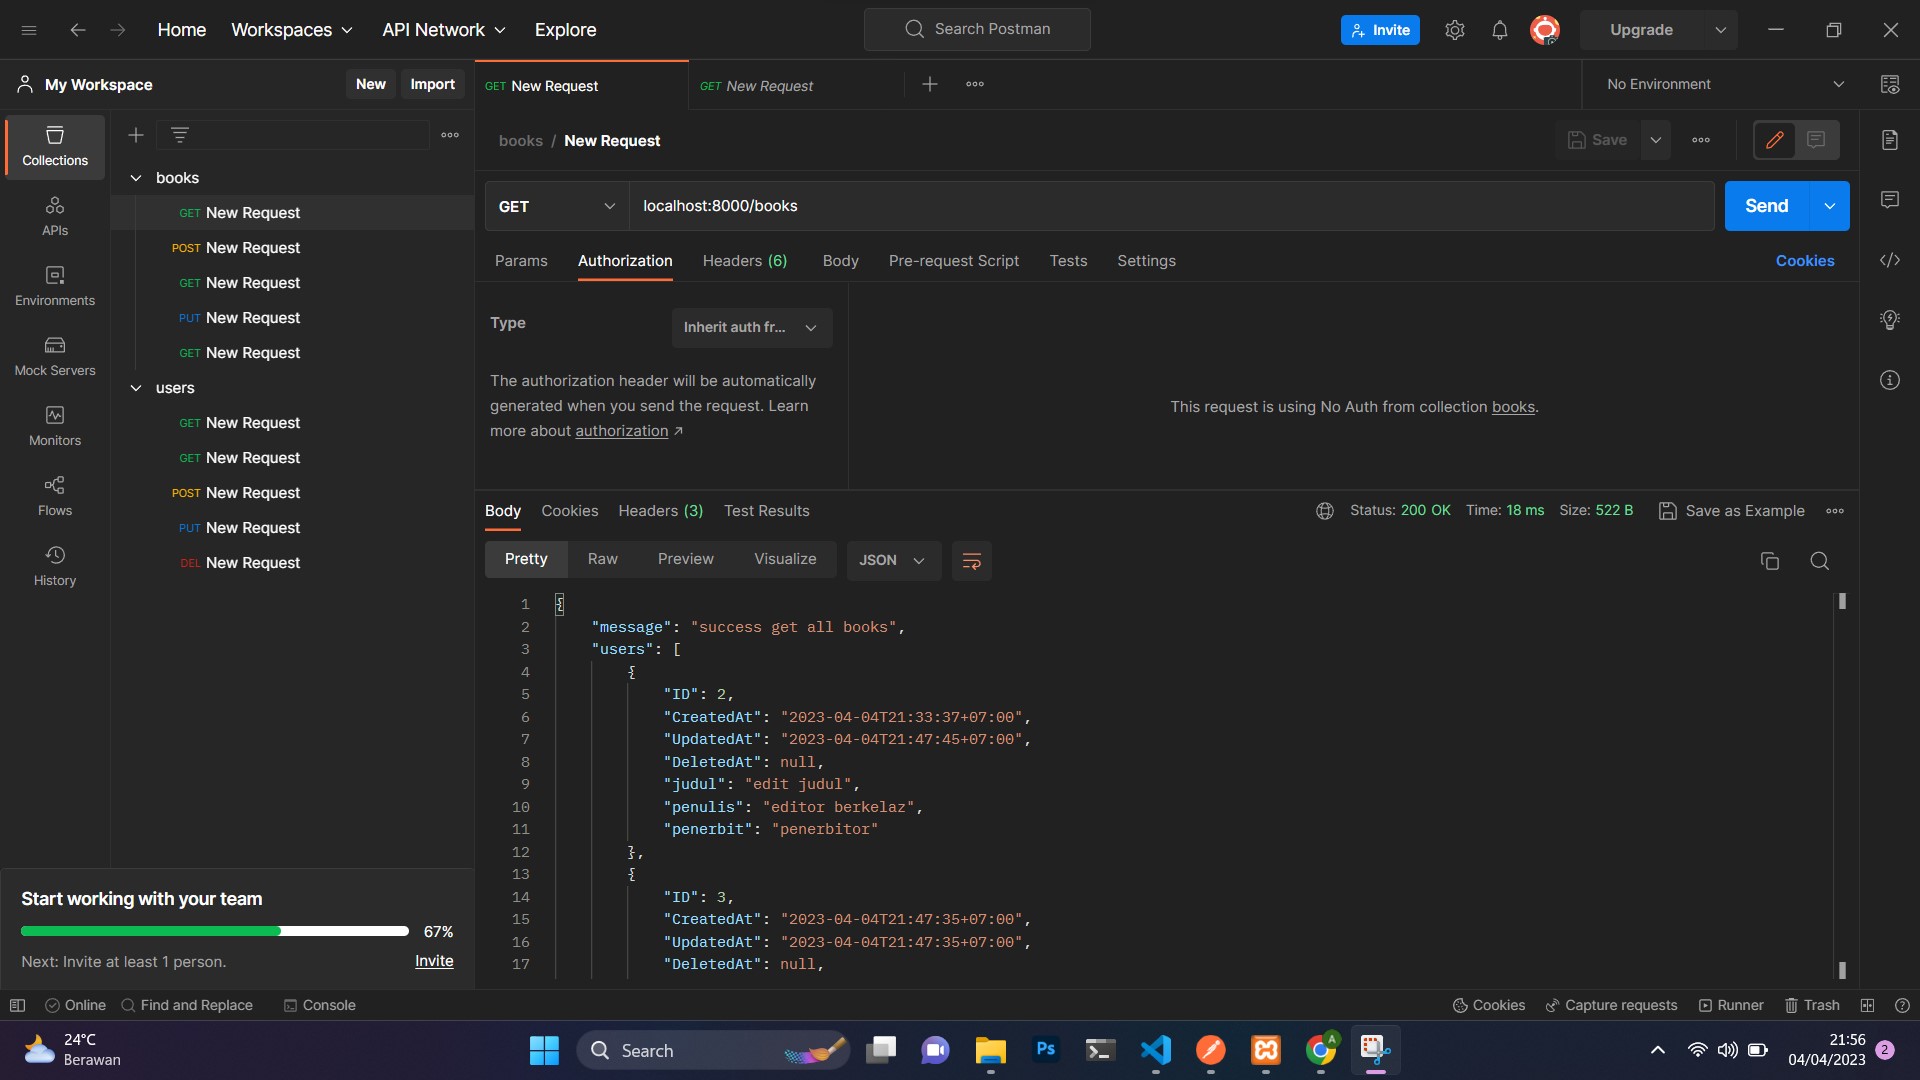 Home
Workspaces
API Network
Explore
Search Postman
Invite
Upgrade
My Workspace
New
Import
GET New Request
GET New Request
No Environment
Collections
APIs
Environments
Mock Servers
Monitors
Flows
History
books
GET New Request
POST New Request
GET New Request
PUT New Request
GET New Request
users
GET New Request
GET New Request
POST New Request
PUT New Request
DEL New Request
Start working with your team
67%
Next: Invite at least 1 person.
Invite
books / New Request
Save
GET
localhost:8000/books
Send
Params
Authorization
Headers (6)
Body
Pre-request Script
Tests
Settings
Cookies
Type
Inherit auth fr...
The authorization header will be automatically
generated when you send the request. Learn
more about authorization ↗
This request is using No Auth from collection books.
Body
Cookies
Headers (3)
Test Results
Status: 200 OK
Time: 18 ms
Size: 522 B
Save as Example
Pretty
Raw
Preview
Visualize
JSON
1 {
2 "message": "success get all books",
3 "users": [
4 {
5 "ID": 2,
6 "CreatedAt": "2023-04-04T21:33:37+07:00",
7 "UpdatedAt": "2023-04-04T21:47:45+07:00",
8 "DeletedAt": null,
9 "judul": "edit judul",
10 "penulis": "editor berkelaz",
11 "penerbit": "penerbitor"
12 },
13 {
14 "ID": 3,
15 "CreatedAt": "2023-04-04T21:47:35+07:00",
16 "UpdatedAt": "2023-04-04T21:47:35+07:00",
17 "DeletedAt": null,
Online
Find and Replace
Console
Cookies
Capture requests
Runner
Trash
24°C
Berawan
Search
Ps
A
21:56
04/04/2023
2